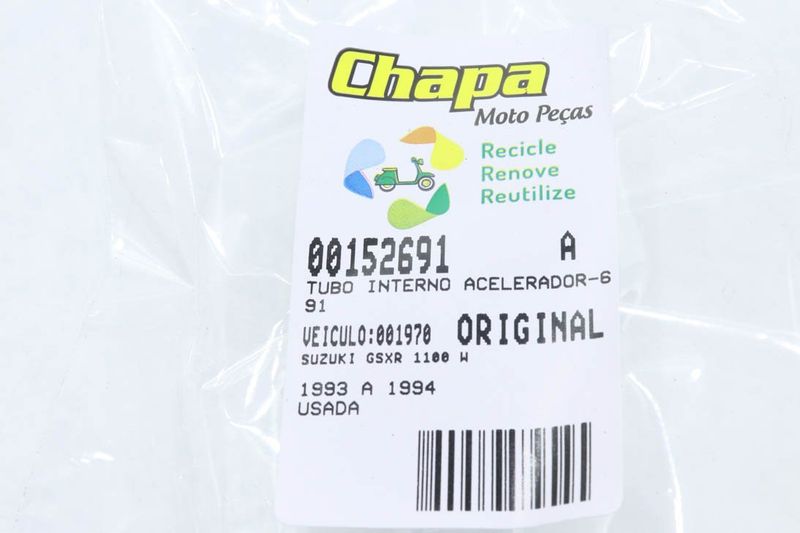 Chapa
Moto Peças
Recicle
Renove
Reutilize
00152691 A
TUBO INTERNO ACELERADOR-6
91
VEICULO:001970 ORIGINAL
SUZUKI GSXR 1100 W
1993 A 1994
USADA